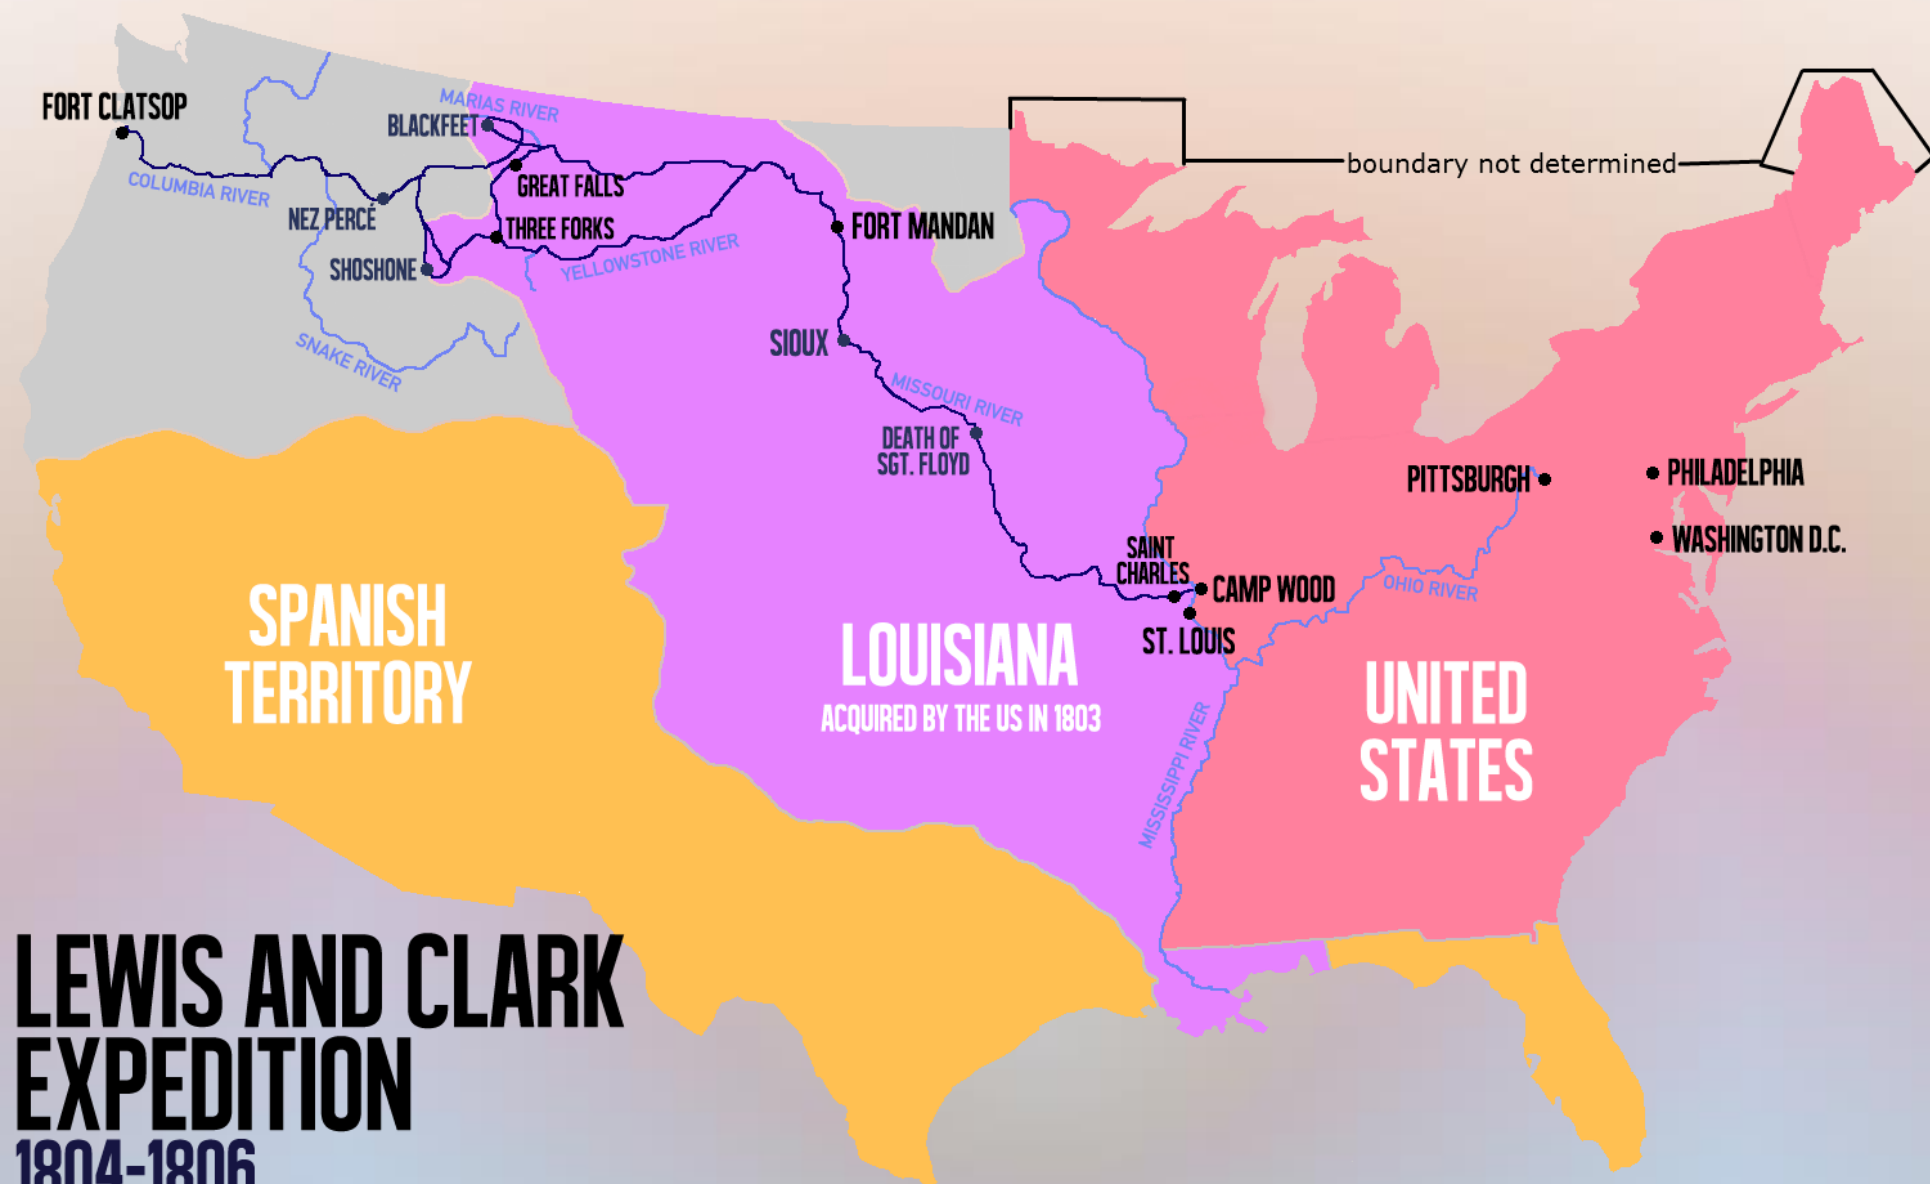 FORT CLATSOP
MARIAS RIVER
BLACKFEET
boundary not determined
COLUMBIA RIVER
GREAT FALLS
NEZ PERCÉ
THREE FORKS
FORT MANDAN
SHOSHONE
YELLOWSTONE RIVER
SNAKE RIVER
SIOUX
MISSOURI RIVER
DEATH OF
SGT. FLOYD
PITTSBURGH
PHILADELPHIA
WASHINGTON D.C.
SAINT
CHARLES
CAMP WOOD
OHIO RIVER
ST. LOUIS
SPANISH
TERRITORY
LOUISIANA
ACQUIRED BY THE US IN 1803
UNITED
STATES
MISSISSIPPI RIVER
LEWIS AND CLARK
EXPEDITION
1804-1806